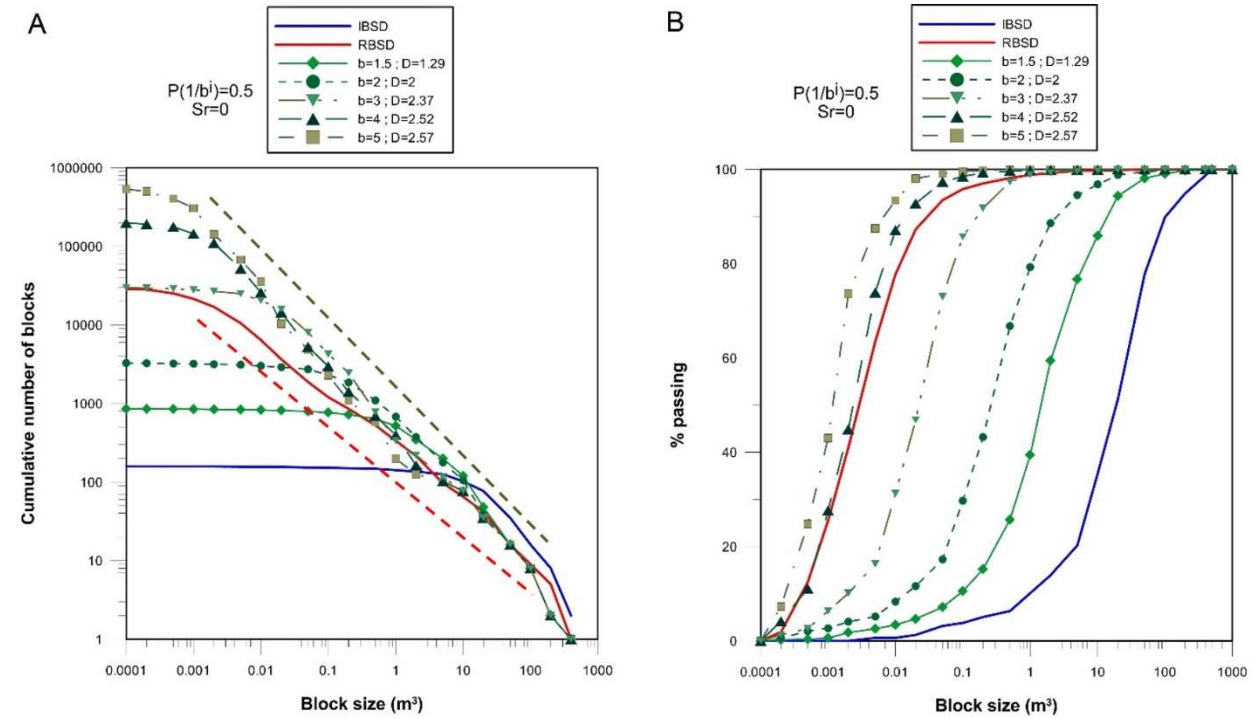 A
IBSD
RBSD
b=1.5 ; D=1.29
b=2 ; D=2
b=3 ; D=2.37
b=4 ; D=2.52
b=5 ; D=2.57
P(1/bⁱ)=0.5
Sr=0
1000000
100000
10000
1000
100
10
1
0.0001
0.001
0.01
0.1
1
10
100
1000
Cumulative number of blocks
Block size (m³)
B
IBSD
RBSD
b=1.5 ; D=1.29
b=2 ; D=2
b=3 ; D=2.37
b=4 ; D=2.52
b=5 ; D=2.57
P(1/bⁱ)=0.5
Sr=0
100
80
60
40
20
0
0.0001
0.001
0.01
0.1
1
10
100
1000
% passing
Block size (m³)